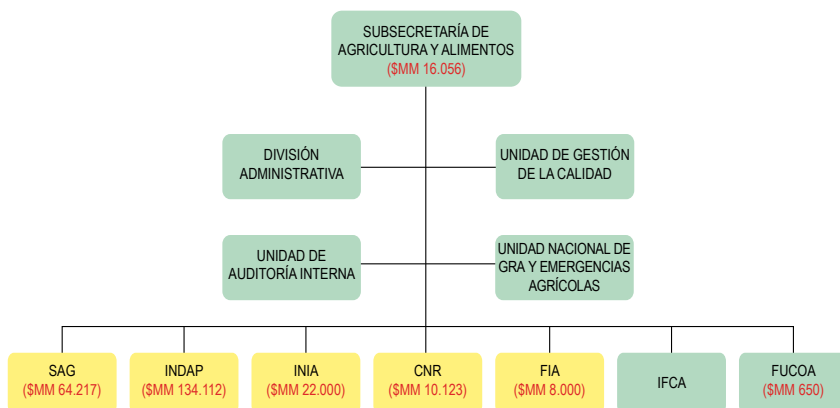 SUBSECRETARÍA DE
AGRICULTURA Y ALIMENTOS
($MM 16.056)
DIVISIÓN
ADMINISTRATIVA
UNIDAD DE GESTIÓN
DE LA CALIDAD
UNIDAD DE
AUDITORÍA INTERNA
UNIDAD NACIONAL DE
GRA Y EMERGENCIAS
AGRÍCOLAS
SAG
($MM 64.217)
INDAP
($MM 134.112)
INIA
($MM 22.000)
CNR
($MM 10.123)
FIA
($MM 8.000)
IFCA
FUCOA
($MM 650)